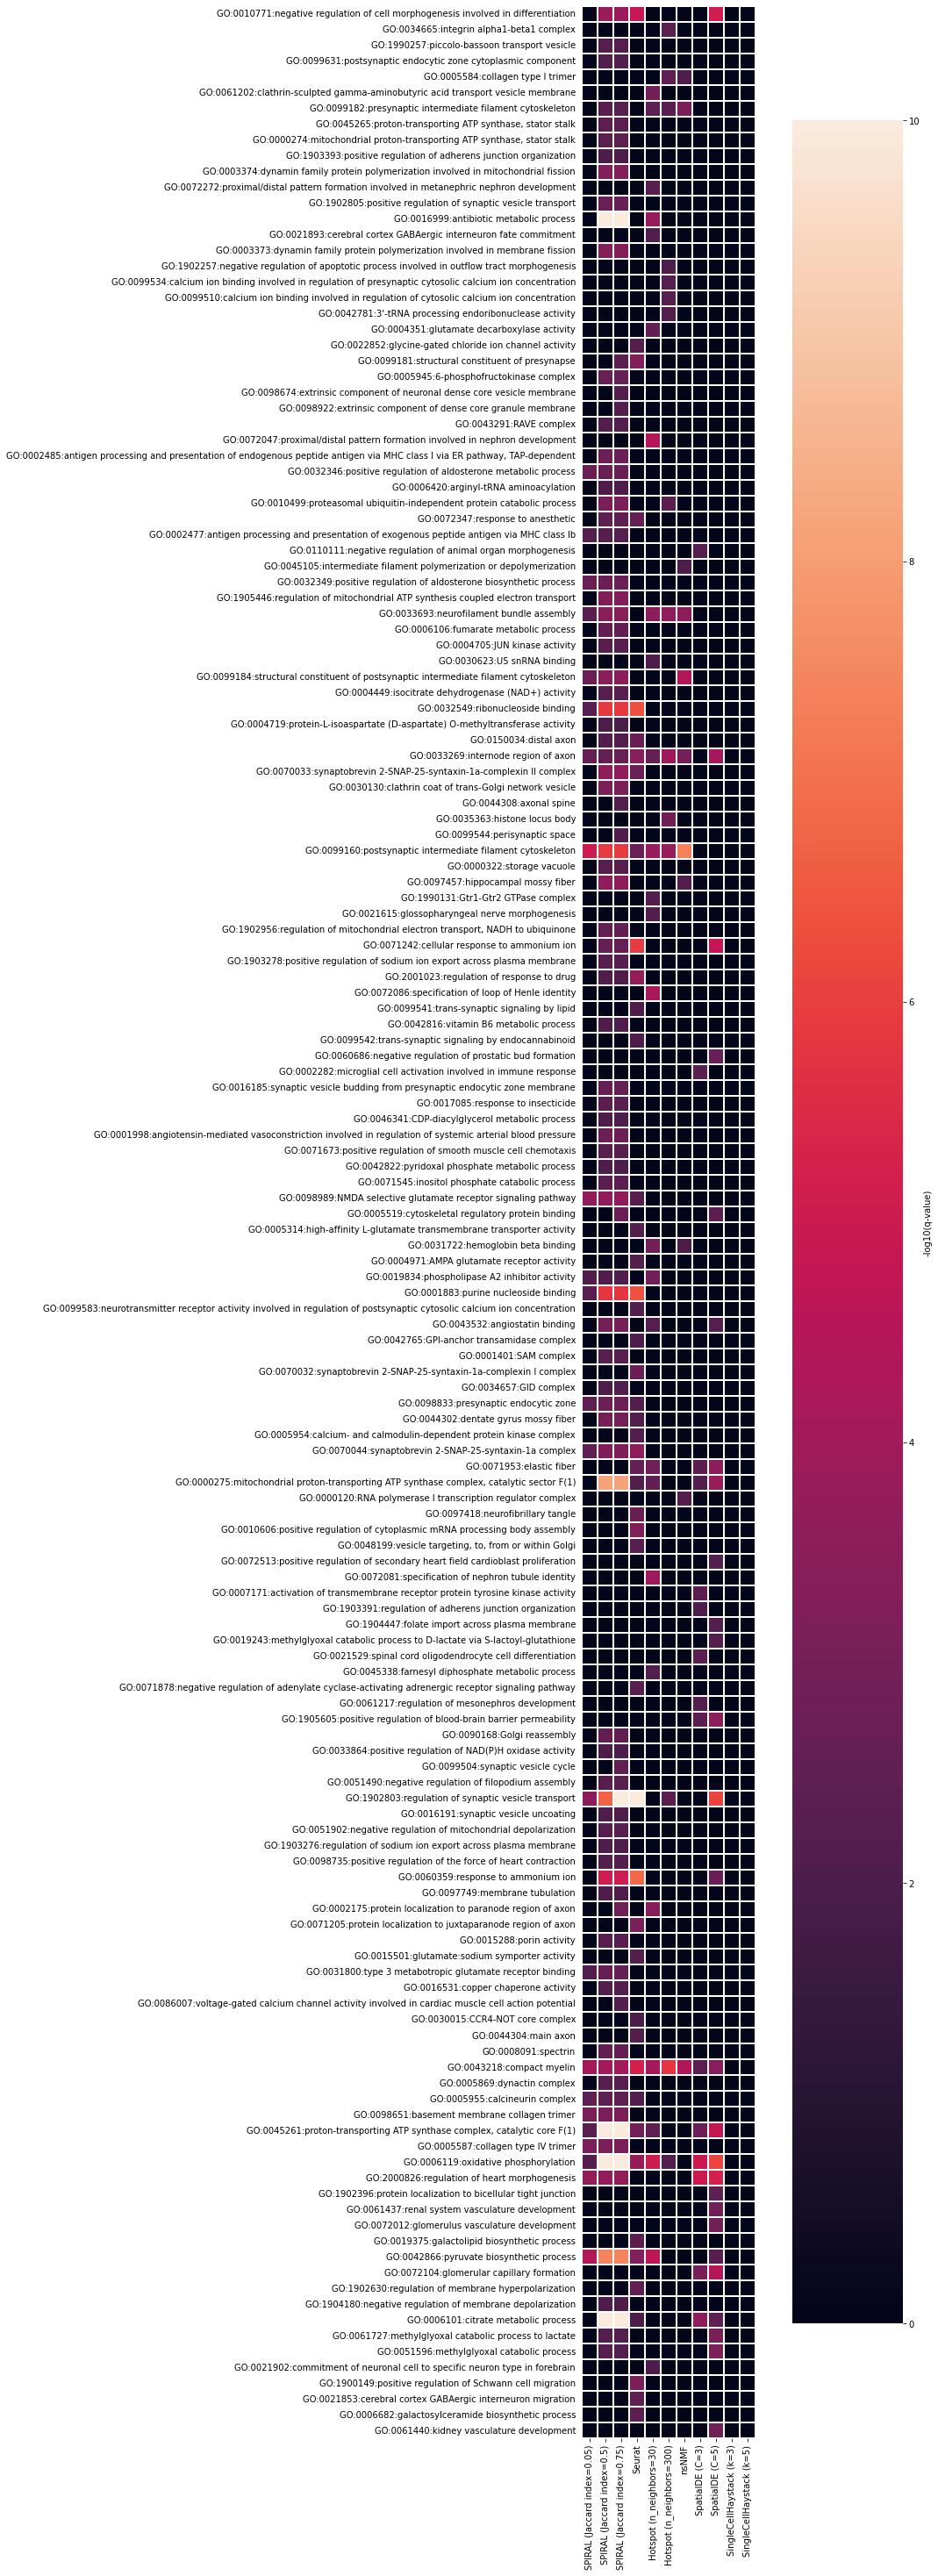 GO:0010771:negative regulation of cell morphogenesis involved in differentiation
GO:0034665:integrin alpha1-beta1 complex
GO:1990257:piccolo-bassoon transport vesicle
GO:0099631:postsynaptic endocytic zone cytoplasmic component
GO:0005584:collagen type I trimer
GO:0061202:clathrin-sculpted gamma-aminobutyric acid transport vesicle membrane
GO:0099182:presynaptic intermediate filament cytoskeleton
GO:0045265:proton-transporting ATP synthase, stator stalk
GO:0000274:mitochondrial proton-transporting ATP synthase, stator stalk
GO:1903393:positive regulation of adherens junction organization
GO:0003374:dynamin family protein polymerization involved in mitochondrial fission
GO:0072272:proximal/distal pattern formation involved in metanephric nephron development
GO:1902805:positive regulation of synaptic vesicle transport
GO:0016999:antibiotic metabolic process
GO:0021893:cerebral cortex GABAergic interneuron fate commitment
GO:0003373:dynamin family protein polymerization involved in membrane fission
GO:1902257:negative regulation of apoptotic process involved in outflow tract morphogenesis
GO:0099534:calcium ion binding involved in regulation of presynaptic cytosolic calcium ion concentration
GO:0099510:calcium ion binding involved in regulation of cytosolic calcium ion concentration
GO:0042781:3'-tRNA processing endoribonuclease activity
GO:0004351:glutamate decarboxylase activity
GO:0022852:glycine-gated chloride ion channel activity
GO:0099181:structural constituent of presynapse
GO:0005945:6-phosphofructokinase complex
GO:0098674:extrinsic component of neuronal dense core vesicle membrane
GO:0098922:extrinsic component of dense core granule membrane
GO:0043291:RAVE complex
GO:0072047:proximal/distal pattern formation involved in nephron development
GO:0002485:antigen processing and presentation of endogenous peptide antigen via MHC class I via ER pathway, TAP-dependent
GO:0032346:positive regulation of aldosterone metabolic process
GO:0006420:arginyl-tRNA aminoacylation
GO:0010499:proteasomal ubiquitin-independent protein catabolic process
GO:0072347:response to anesthetic
GO:0002477:antigen processing and presentation of exogenous peptide antigen via MHC class Ib
GO:0110111:negative regulation of animal organ morphogenesis
GO:0045105:intermediate filament polymerization or depolymerization
GO:0032349:positive regulation of aldosterone biosynthetic process
GO:1905446:regulation of mitochondrial ATP synthesis coupled electron transport
GO:0033693:neurofilament bundle assembly
GO:0006106:fumarate metabolic process
GO:0004705:JUN kinase activity
GO:0030623:U5 snRNA binding
GO:0099184:structural constituent of postsynaptic intermediate filament cytoskeleton
GO:0004449:isocitrate dehydrogenase (NAD+) activity
GO:0032549:ribonucleoside binding
GO:0004719:protein-L-isoaspartate (D-aspartate) O-methyltransferase activity
GO:0150034:distal axon
GO:0033269:internode region of axon
GO:0070033:synaptobrevin 2-SNAP-25-syntaxin-1a-complexin II complex
GO:0030130:clathrin coat of trans-Golgi network vesicle
GO:0044308:axonal spine
GO:0035363:histone locus body
GO:0099544:perisynaptic space
GO:0099160:postsynaptic intermediate filament cytoskeleton
GO:0000322:storage vacuole
GO:0097457:hippocampal mossy fiber
GO:1990131:Gtr1-Gtr2 GTPase complex
GO:0021615:glossopharyngeal nerve morphogenesis
GO:1902956:regulation of mitochondrial electron transport, NADH to ubiquinone
GO:0071242:cellular response to ammonium ion
GO:1903278:positive regulation of sodium ion export across plasma membrane
GO:2001023:regulation of response to drug
GO:0072086:specification of loop of Henle identity
GO:0099541:trans-synaptic signaling by lipid
GO:0042816:vitamin B6 metabolic process
GO:0099542:trans-synaptic signaling by endocannabinoid
GO:0060686:negative regulation of prostatic bud formation
GO:0002282:microglial cell activation involved in immune response
GO:0016185:synaptic vesicle budding from presynaptic endocytic zone membrane
GO:0017085:response to insecticide
GO:0046341:CDP-diacylglycerol metabolic process
GO:0001998:angiotensin-mediated vasoconstriction involved in regulation of systemic arterial blood pressure
GO:0071673:positive regulation of smooth muscle cell chemotaxis
GO:0042822:pyridoxal phosphate metabolic process
GO:0071545:inositol phosphate catabolic process
GO:0098989:NMDA selective glutamate receptor signaling pathway
GO:0005519:cytoskeletal regulatory protein binding
GO:0005314:high-affinity L-glutamate transmembrane transporter activity
GO:0031722:hemoglobin beta binding
GO:0004971:AMPA glutamate receptor activity
GO:0019834:phospholipase A2 inhibitor activity
GO:0001883:purine nucleoside binding
GO:0099583:neurotransmitter receptor activity involved in regulation of postsynaptic cytosolic calcium ion concentration
GO:0043532:angiostatin binding
GO:0042765:GPI-anchor transamidase complex
GO:0001401:SAM complex
GO:0070032:synaptobrevin 2-SNAP-25-syntaxin-1a-complexin I complex
GO:0034657:GID complex
GO:0098833:presynaptic endocytic zone
GO:0044302:dentate gyrus mossy fiber
GO:0005954:calcium- and calmodulin-dependent protein kinase complex
GO:0070044:synaptobrevin 2-SNAP-25-syntaxin-1a complex
GO:0071953:elastic fiber
GO:0000275:mitochondrial proton-transporting ATP synthase complex, catalytic sector F(1)
GO:0000120:RNA polymerase I transcription regulator complex
GO:0097418:neurofibrillary tangle
GO:0010606:positive regulation of cytoplasmic mRNA processing body assembly
GO:0048199:vesicle targeting, to, from or within Golgi
GO:0072513:positive regulation of secondary heart field cardioblast proliferation
GO:0072081:specification of nephron tubule identity
GO:0007171:activation of transmembrane receptor protein tyrosine kinase activity
GO:1903391:regulation of adherens junction organization
GO:1904447:folate import across plasma membrane
GO:0019243:methylglyoxal catabolic process to D-lactate via S-lactoyl-glutathione
GO:0021529:spinal cord oligodendrocyte cell differentiation
GO:0045338:farnesyl diphosphate metabolic process
GO:0071878:negative regulation of adenylate cyclase-activating adrenergic receptor signaling pathway
GO:0061217:regulation of mesonephros development
GO:1905605:positive regulation of blood-brain barrier permeability
GO:0090168:Golgi reassembly
GO:0033864:positive regulation of NAD(P)H oxidase activity
GO:0099504:synaptic vesicle cycle
GO:0051490:negative regulation of filopodium assembly
GO:1902803:regulation of synaptic vesicle transport
GO:0016191:synaptic vesicle uncoating
GO:0051902:negative regulation of mitochondrial depolarization
GO:1903276:regulation of sodium ion export across plasma membrane
GO:0098735:positive regulation of the force of heart contraction
GO:0060359:response to ammonium ion
GO:0097749:membrane tubulation
GO:0002175:protein localization to paranode region of axon
GO:0071205:protein localization to juxtaparanode region of axon
GO:0015288:porin activity
GO:0015501:glutamate:sodium symporter activity
GO:0031800:type 3 metabotropic glutamate receptor binding
GO:0016531:copper chaperone activity
GO:0086007:voltage-gated calcium channel activity involved in cardiac muscle cell action potential
GO:0030015:CCR4-NOT core complex
GO:0044304:main axon
GO:0008091:spectrin
GO:0043218:compact myelin
GO:0005869:dynactin complex
GO:0005955:calcineurin complex
GO:0098651:basement membrane collagen trimer
GO:0045261:proton-transporting ATP synthase complex, catalytic core F(1)
GO:0005587:collagen type IV trimer
GO:0006119:oxidative phosphorylation
GO:2000826:regulation of heart morphogenesis
GO:1902396:protein localization to bicellular tight junction
GO:0061437:renal system vasculature development
GO:0072012:glomerulus vasculature development
GO:0019375:galactolipid biosynthetic process
GO:0042866:pyruvate biosynthetic process
GO:0072104:glomerular capillary formation
GO:1902630:regulation of membrane hyperpolarization
GO:1904180:negative regulation of membrane depolarization
GO:0006101:citrate metabolic process
GO:0061727:methylglyoxal catabolic process to lactate
GO:0051596:methylglyoxal catabolic process
GO:0021902:commitment of neuronal cell to specific neuron type in forebrain
GO:1900149:positive regulation of Schwann cell migration
GO:0021853:cerebral cortex GABAergic interneuron migration
GO:0006682:galactosylceramide biosynthetic process
GO:0061440:kidney vasculature development
SPIRAL (Jaccard index=0.05)
SPIRAL (Jaccard index=0.5)
SPIRAL (Jaccard index=0.75)
Seurat
Hotspot (n_neighbors=30)
Hotspot (n_neighbors=300)
nsNMF
SpatialDE (C=3)
SpatialDE (C=5)
SingleCellHaystack (k=3)
SingleCellHaystack (k=5)
10
8
6
4
2
0
-log10(q-value)